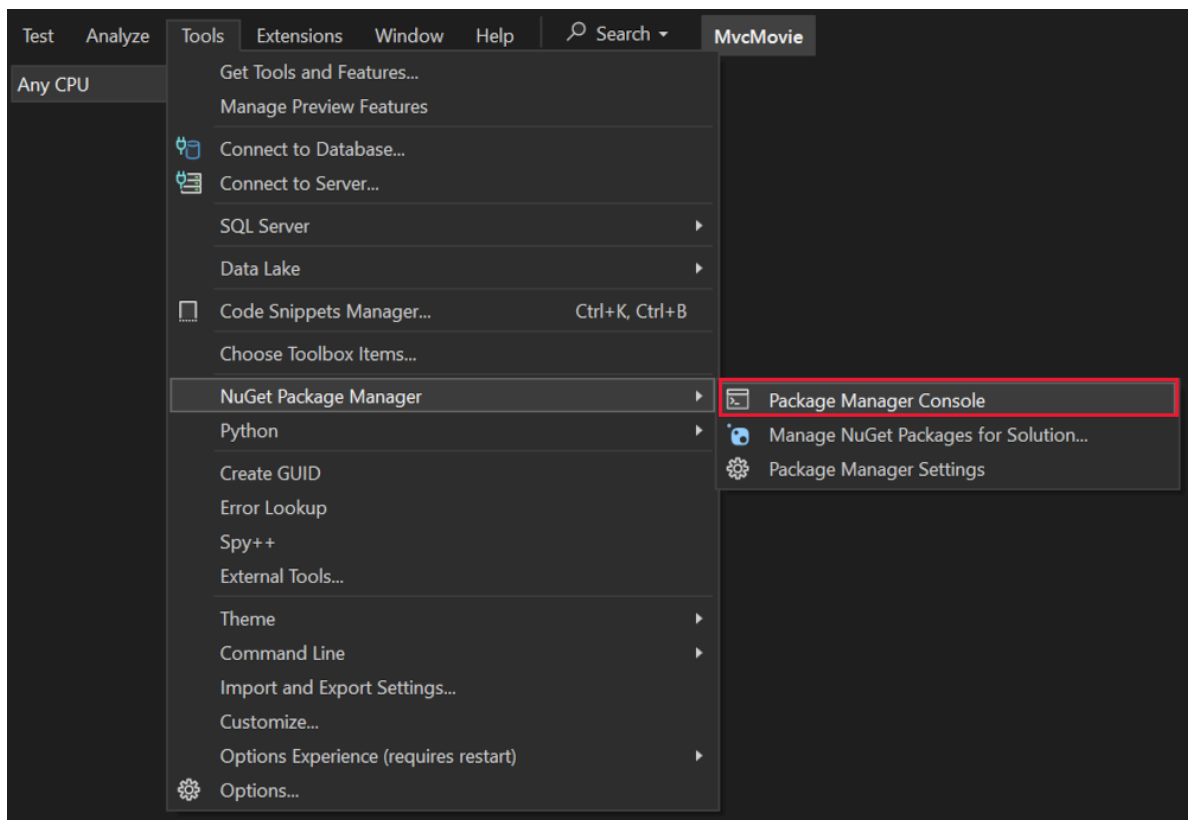 Test Analyze Tools Extensions Window Help Search MvcMovie
Any CPU
Get Tools and Features...
Manage Preview Features
Connect to Database...
Connect to Server...
SQL Server
Data Lake
Code Snippets Manager... Ctrl+K, Ctrl+B
Choose Toolbox Items...
NuGet Package Manager
Package Manager Console
Manage NuGet Packages for Solution...
Package Manager Settings
Python
Create GUID
Error Lookup
Spy++
External Tools...
Theme
Command Line
Import and Export Settings...
Customize...
Options Experience (requires restart)
Options...